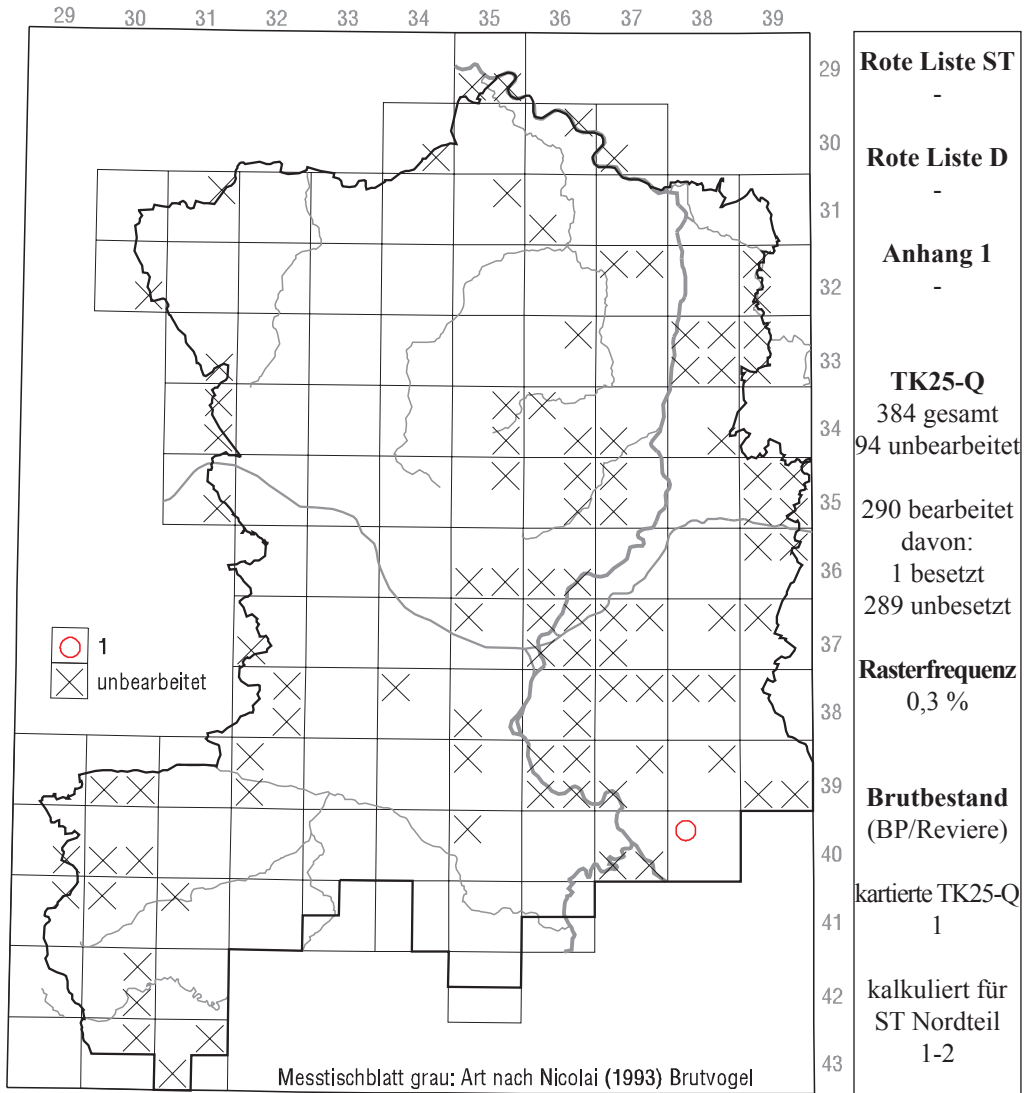 29 30 31 32 33 34 35 36 37 38 39
29
30
31
32
33
34
35
36
37
38
39
40
41
42
43
1
unbearbeitet
Messtischblatt grau: Art nach Nicolai (1993) Brutvogel
Rote Liste ST
-
Rote Liste D
-
Anhang 1
-
TK25-Q
384 gesamt
94 unbearbeitet
290 bearbeitet
davon:
1 besetzt
289 unbesetzt
Rasterfrequenz
0,3 %
Brutbestand
(BP/Reviere)
kartierte TK25-Q
1
kalkuliert für
ST Nordteil
1-2